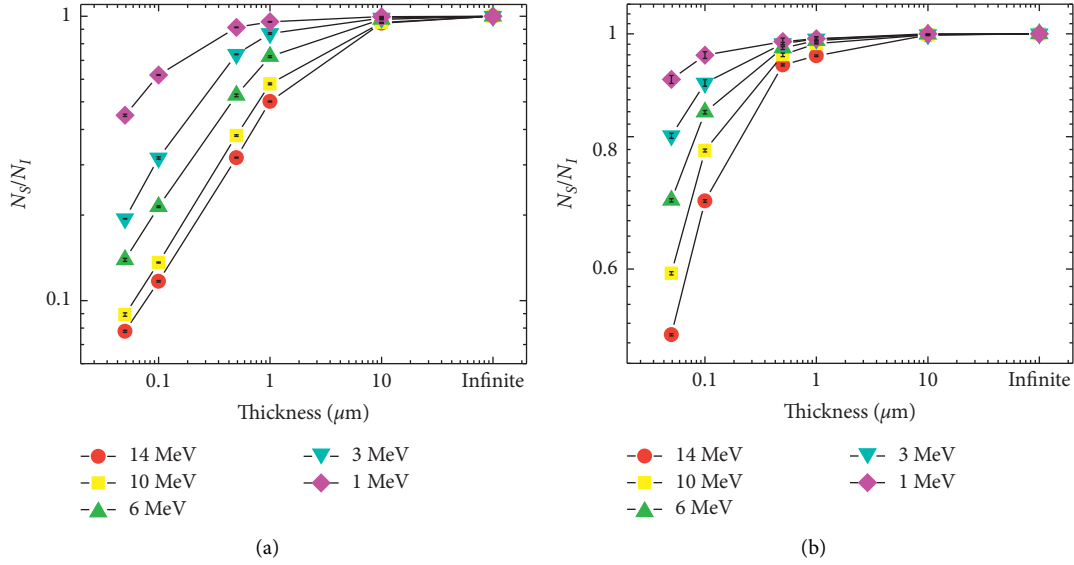 1
0.1
N_S/N_I
0.1 1 10 Infinite
Thickness (μm)
14 MeV
10 MeV
6 MeV
3 MeV
1 MeV
(a)
1
0.8
0.6
N_S/N_I
0.1 1 10 Infinite
Thickness (μm)
14 MeV
10 MeV
6 MeV
3 MeV
1 MeV
(b)